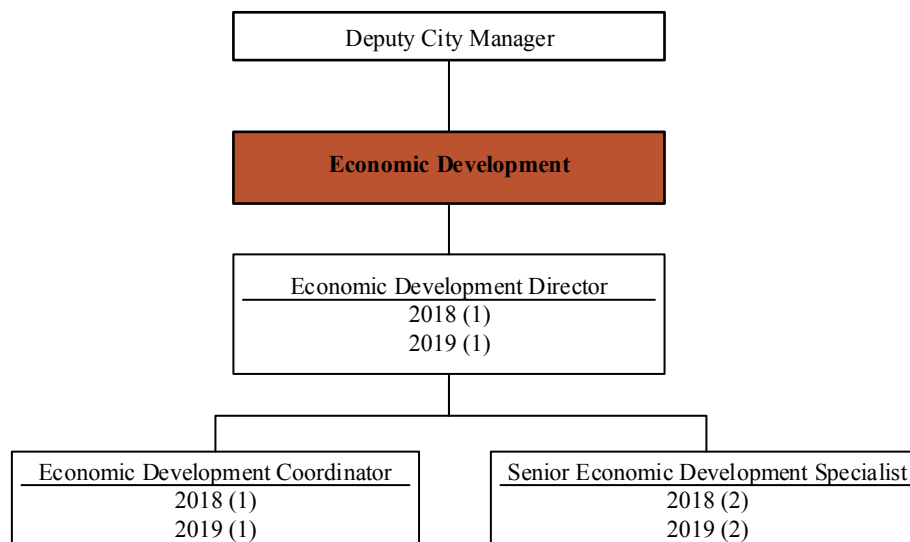 Deputy City Manager
Economic Development
Economic Development Director
2018 (1)
2019 (1)
Economic Development Coordinator
2018 (1)
2019 (1)
Senior Economic Development Specialist
2018 (2)
2019 (2)